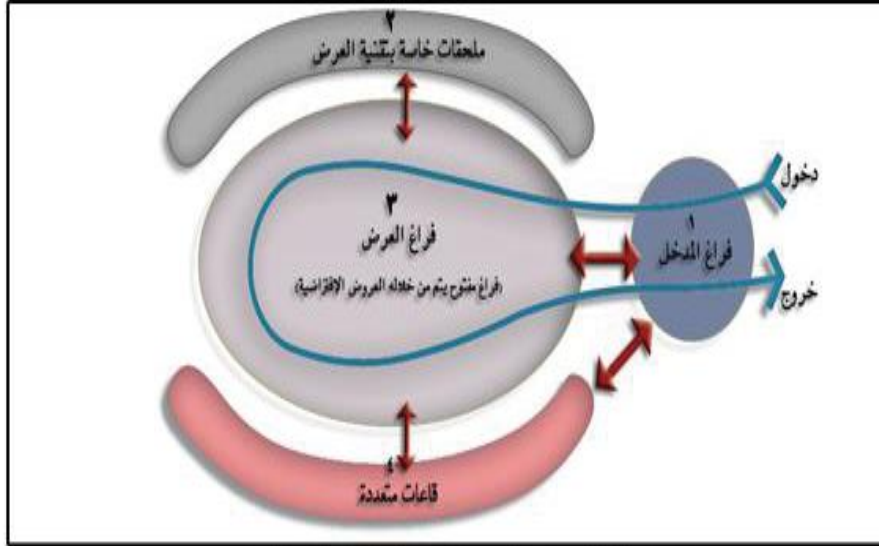 ٢
ملحقات خاصة بتقنية العرض
دخول
١
فراغ المدخل
٣
فراغ العرض
(فراغ مفتوح يتم من خلاله العروض الإفتراضية)
خروج
٤
قاعات متعددة